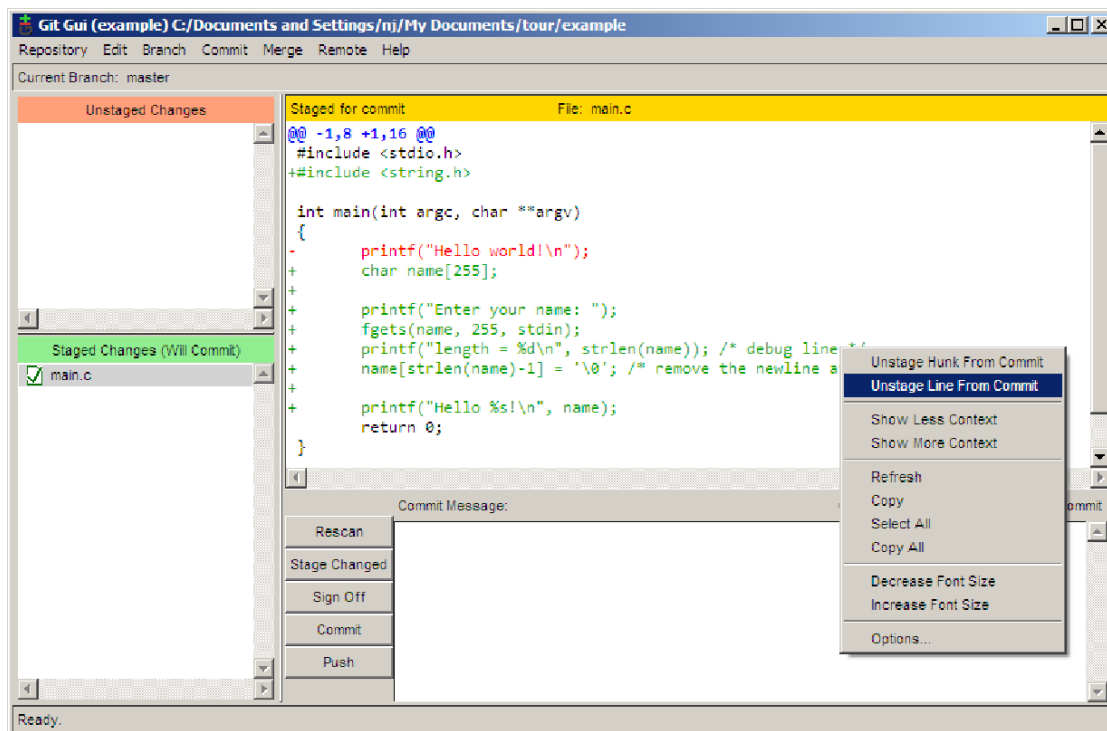 Git Gui (example) C:/Documents and Settings/nj/My Documents/tour/example
Repository Edit Branch Commit Merge Remote Help
Current Branch: master
Unstaged Changes
Staged for commit File: main.c
@@ -1,8 +1,16 @@
 #include <stdio.h>
+#include <string.h>
 int main(int argc, char **argv)
 {
-       printf("Hello world!\n");
+       char name[255];
+
+       printf("Enter your name: ");
+       fgets(name, 255, stdin);
+       printf("length = %d\n", strlen(name)); /* debug line */
+       name[strlen(name)-1] = '\0'; /* remove the newline a
+
+       printf("Hello %s!\n", name);
        return 0;
 }
Staged Changes (Will Commit)
main.c
Unstage Hunk From Commit
Unstage Line From Commit
Show Less Context
Show More Context
Refresh
Copy
Select All
Copy All
Decrease Font Size
Increase Font Size
Options...
Commit Message:
ommit
Rescan
Stage Changed
Sign Off
Commit
Push
Ready.